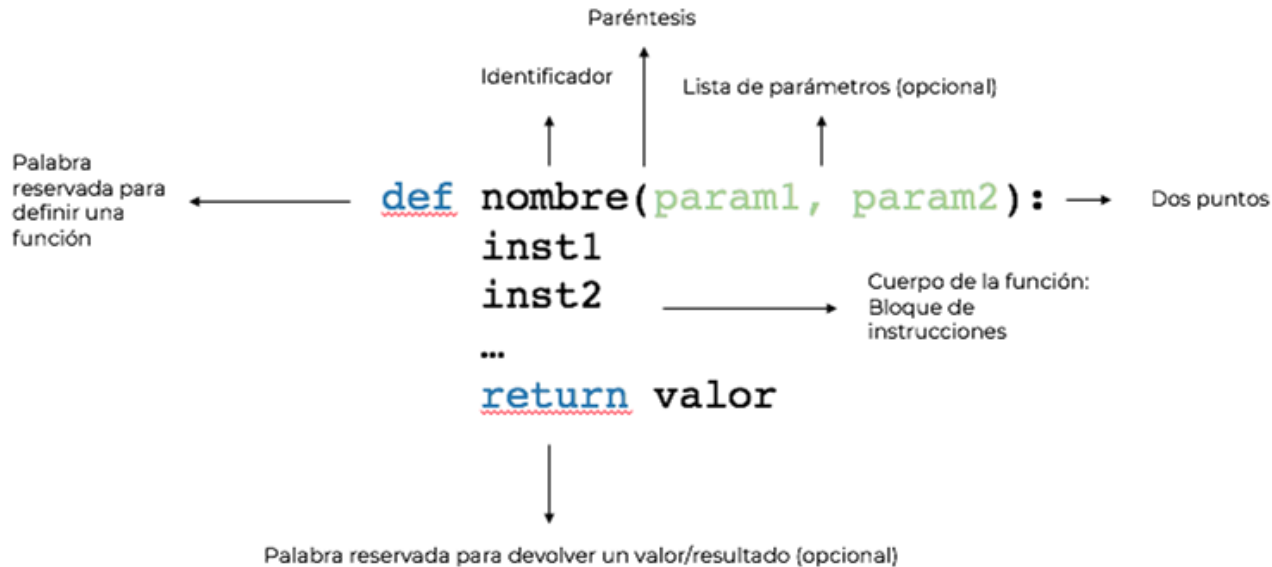 Paréntesis
Identificador
Lista de parámetros (opcional)
Palabra
reservada para
definir una
función
def nombre(param1, param2):
Dos puntos
inst1
inst2
Cuerpo de la función:
Bloque de
instrucciones
…
return valor
Palabra reservada para devolver un valor/resultado (opcional)